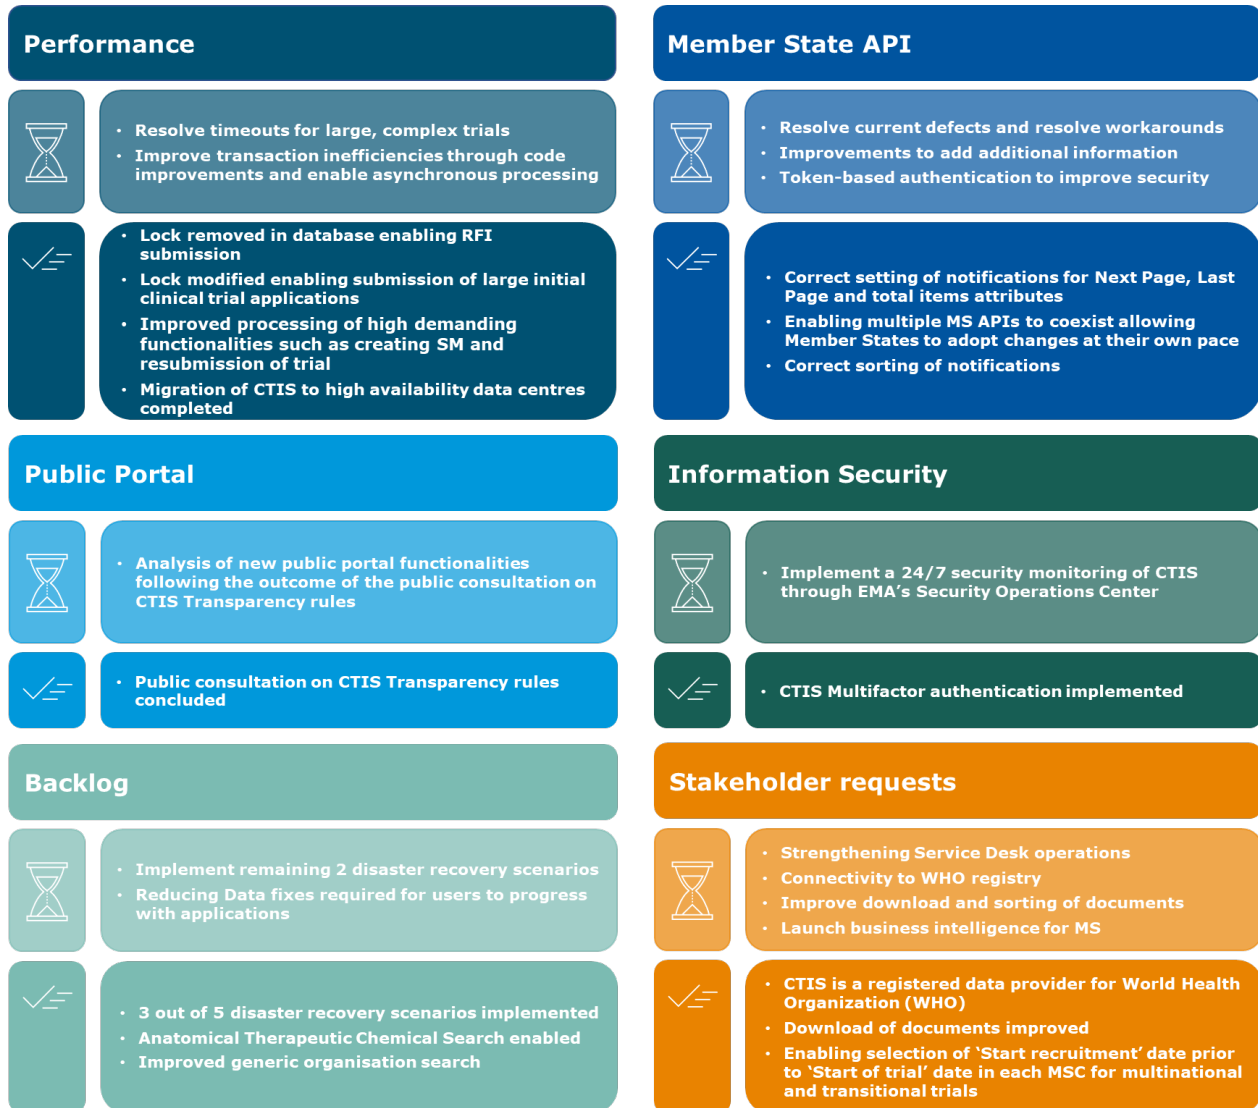 Performance
• Resolve timeouts for large, complex trials
• Improve transaction inefficiencies through code
improvements and enable asynchronous processing
• Lock removed in database enabling RFI
submission
• Lock modified enabling submission of large initial
clinical trial applications
• Improved processing of high demanding
functionalities such as creating SM and
resubmission of trial
• Migration of CTIS to high availability data centres
completed
Member State API
• Resolve current defects and resolve workarounds
• Improvements to add additional information
• Token-based authentication to improve security
• Correct setting of notifications for Next Page, Last
Page and total items attributes
• Enabling multiple MS APIs to coexist allowing
Member States to adopt changes at their own pace
• Correct sorting of notifications
Public Portal
• Analysis of new public portal functionalities
following the outcome of the public consultation on
CTIS Transparency rules
• Public consultation on CTIS Transparency rules
concluded
Information Security
• Implement a 24/7 security monitoring of CTIS
through EMA's Security Operations Center
• CTIS Multifactor authentication implemented
Backlog
• Implement remaining 2 disaster recovery scenarios
• Reducing Data fixes required for users to progress
with applications
• 3 out of 5 disaster recovery scenarios implemented
• Anatomical Therapeutic Chemical Search enabled
• Improved generic organisation search
Stakeholder requests
• Strengthening Service Desk operations
• Connectivity to WHO registry
• Improve download and sorting of documents
• Launch business intelligence for MS
• CTIS is a registered data provider for World Health
Organization (WHO)
• Download of documents improved
• Enabling selection of 'Start recruitment' date prior
to 'Start of trial' date in each MSC for multinational
and transitional trials